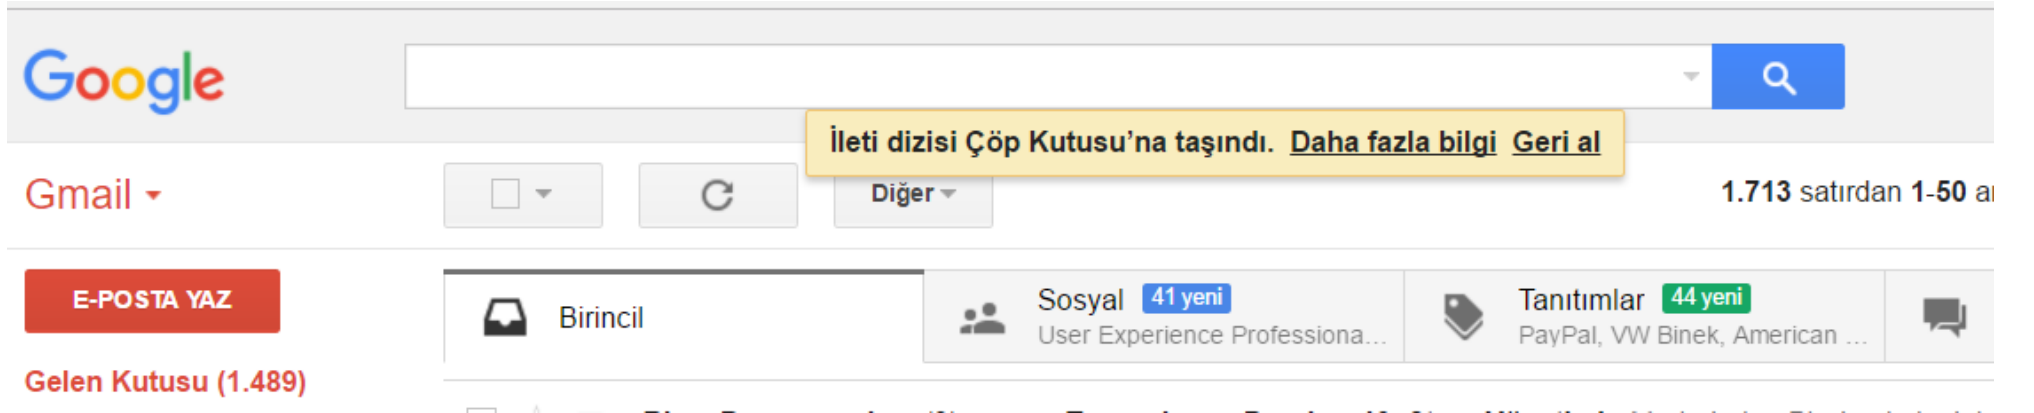 Google
İleti dizisi Çöp Kutusu’na taşındı. Daha fazla bilgi Geri al
Gmail
Diğer
1.713 satırdan 1-50
E-POSTA YAZ
Birincil
Sosyal 41 yeni
User Experience Professiona...
Tanıtımlar 44 yeni
PayPal, VW Binek, American ...
Gelen Kutusu (1.489)